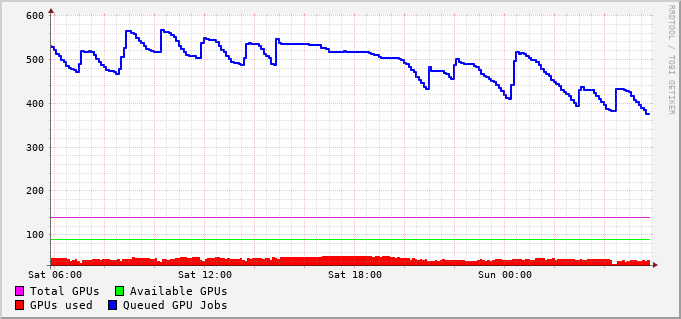 600
500
400
300
200
100
Sat 06:00 Sat 12:00 Sat 18:00 Sun 00:00
Total GPUs Available GPUs
GPUs used Queued GPU Jobs
RRDTOOL / TOBI OETIKER